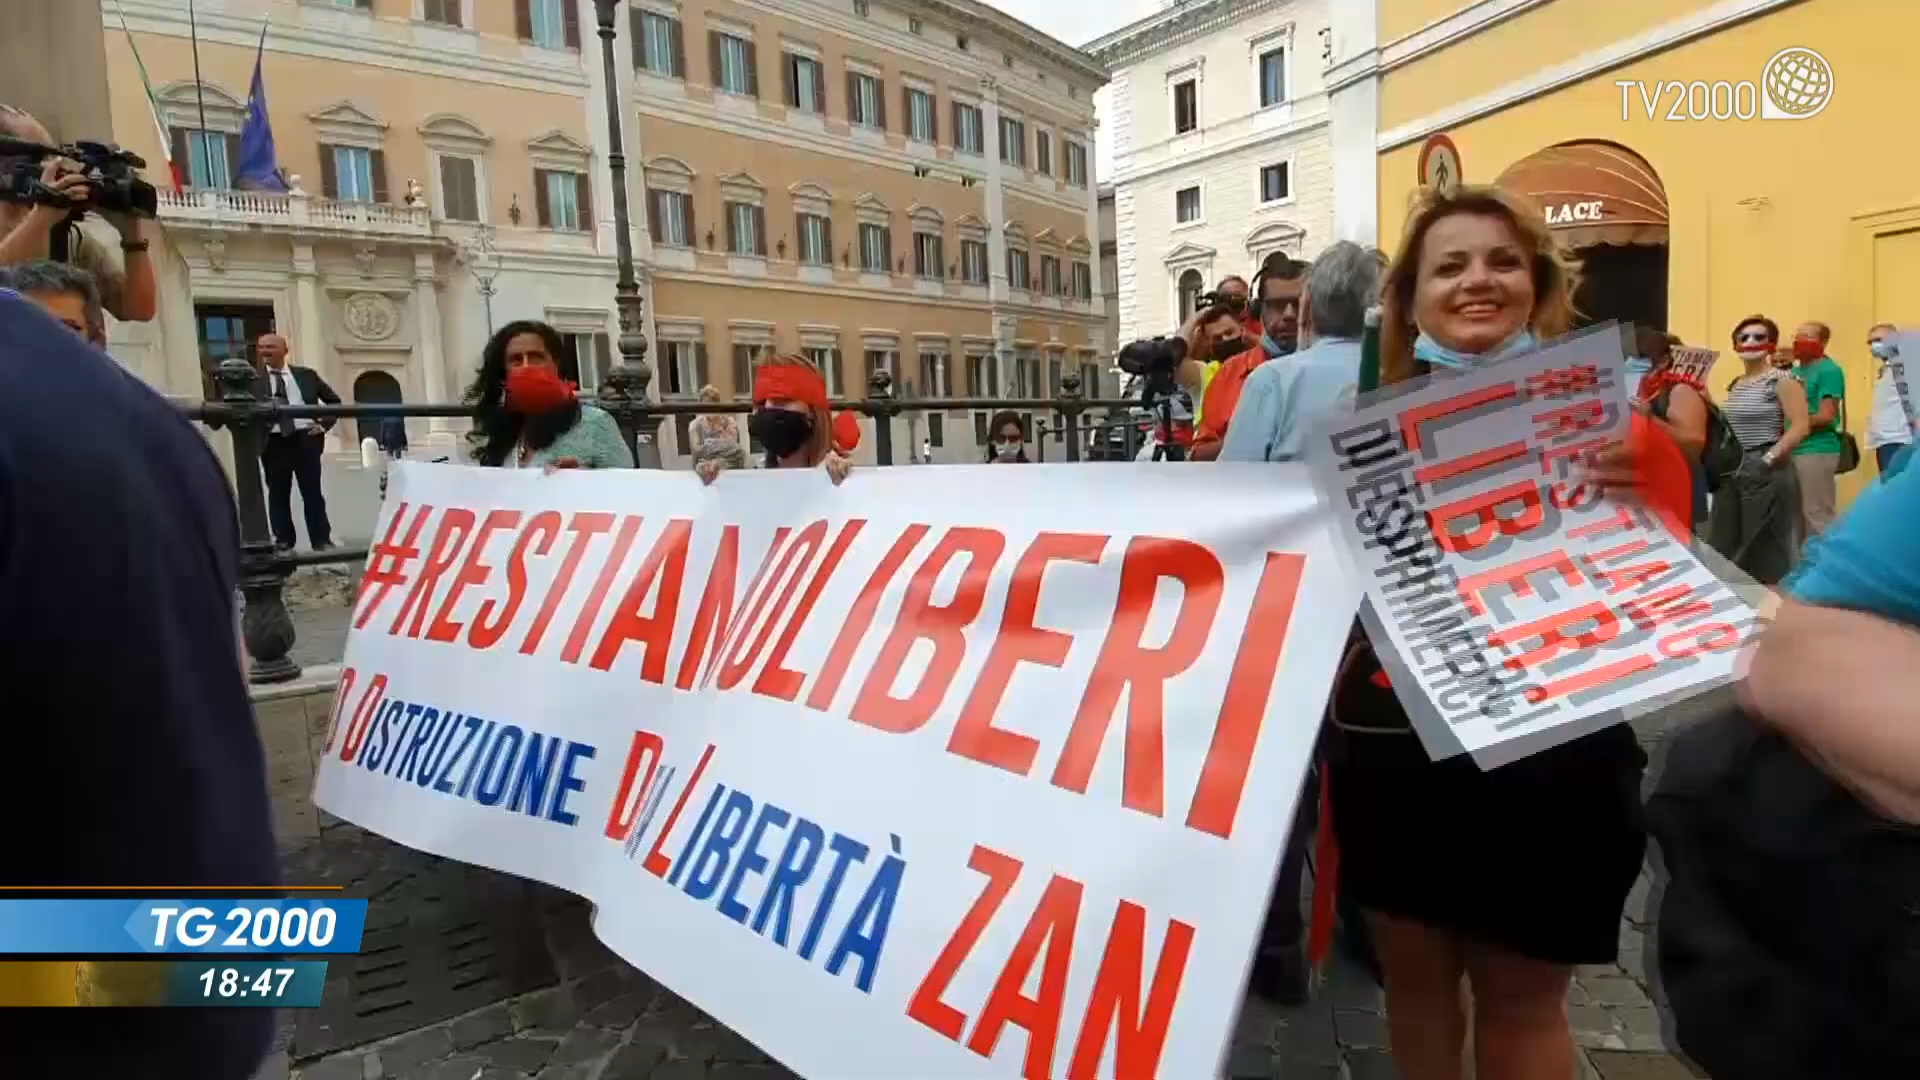 TV2000
LACE
#RESTIAMOLIBERI
DISTRUZIONE DI LIBERTÀ ZAN
#RESTIAMO
LIBERI
DI ESPRIMERCI
TG 2000
18:47